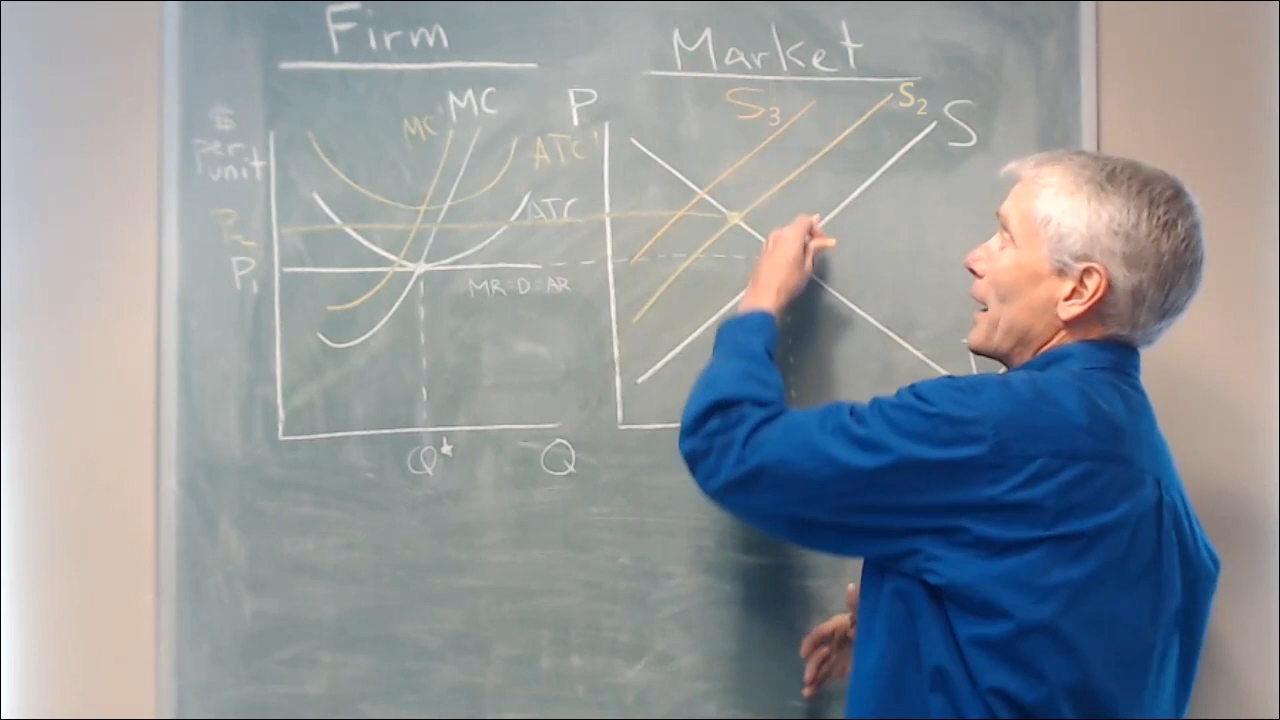 Firm
Market
$
per
unit
MC'
MC
ATC'
ATC
P₂
P₁
MR=D=AR
Q*
Q
P
S₃
S₂
S